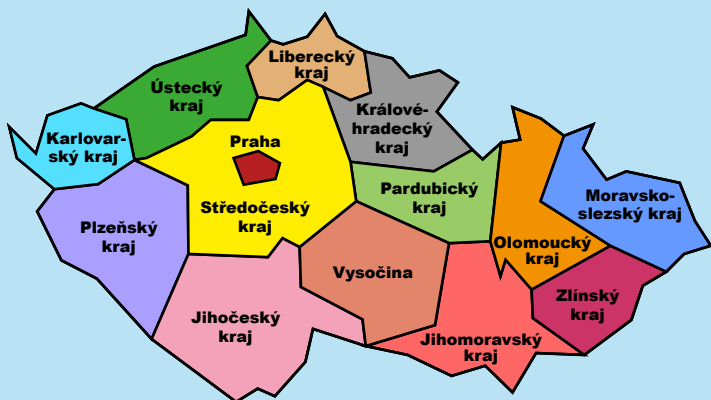 Liberecký
kraj
Ústecký
kraj
Králové-
hradecký
kraj
Karlovar-
ský kraj
Praha
Pardubický
kraj
Moravsko-
slezský kraj
Středočeský
kraj
Plzeňský
kraj
Olomoucký
kraj
Vysočina
Zlínský
kraj
Jihočeský
kraj
Jihomoravský
kraj